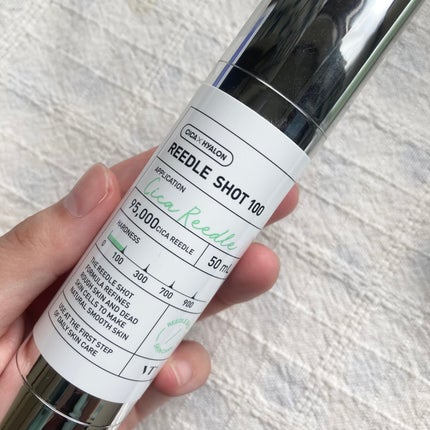 CICA X HYALON
REEDLE SHOT 100
APPLICATION
Cica Reedle
95,000 CICA REEDLE
50 mL
HARDNESS
0 100 300 700 900
THE REEDLE SHOT
FORMULA REFINES
ROUGH SKIN AND DEAD
SKIN CELLS TO MAKE
NATURAL SMOOTH SKIN
USE AT THE FIRST STEP
OF DAILY SKIN CARE
VT